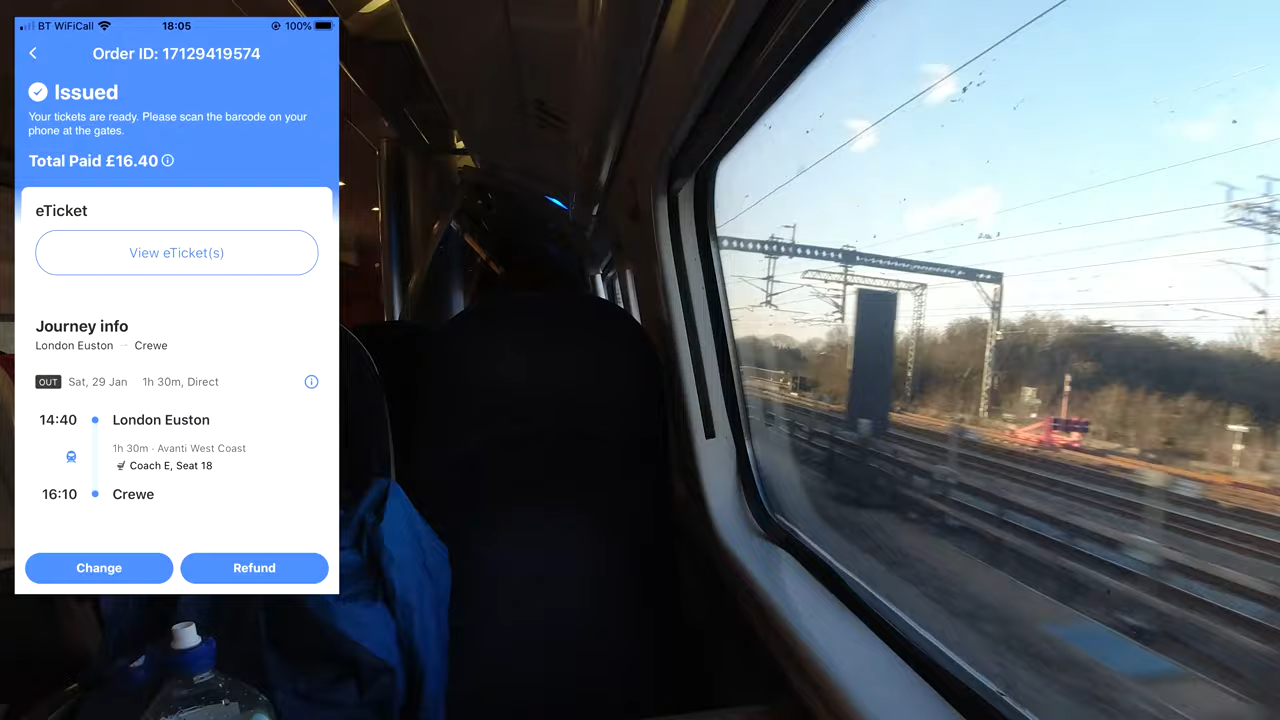 BT WiFiCall 18:05 100%
Order ID: 17129419574
Issued
Your tickets are ready. Please scan the barcode on your
phone at the gates.
Total Paid £16.40
eTicket
View eTicket(s)
Journey info
London Euston → Crewe
OUT Sat, 29 Jan 1h 30m, Direct
14:40 London Euston
1h 30m · Avanti West Coast
Coach E, Seat 18
16:10 Crewe
Change Refund